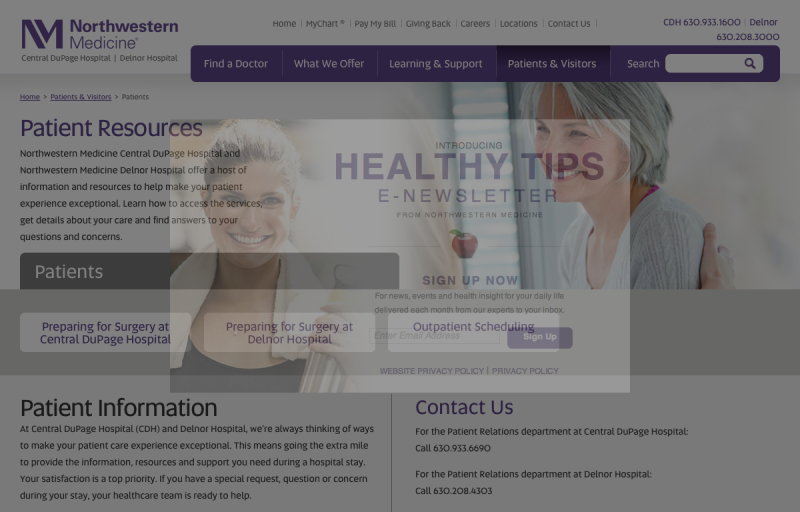 Northwestern
Medicine®
Central DuPage Hospital | Delnor Hospital
Home | MyChart ® | Pay My Bill | Giving Back | Careers | Locations | Contact Us |
CDH 630.933.1600 | Delnor
630.208.3000
Find a Doctor What We Offer Learning & Support Patients & Visitors Search
Home > Patients & Visitors > Patients
Patient Resources
Northwestern Medicine Central DuPage Hospital and
Northwestern Medicine Delnor Hospital offer a host of
information and resources to help make your patient
experience exceptional. Learn how to access the services,
get details about your care and find answers to your
questions and concerns.
INTRODUCING
HEALTHY TIPS
E-NEWSLETTER
FROM NORTHWESTERN MEDICINE
SIGN UP NOW
For news, events and health insight for your daily life
delivered each month from our experts to your inbox.
Enter Email Address
Sign Up
WEBSITE PRIVACY POLICY | PRIVACY POLICY
Patients
Preparing for Surgery at
Central DuPage Hospital
Preparing for Surgery at
Delnor Hospital
Outpatient Scheduling
Patient Information
At Central DuPage Hospital (CDH) and Delnor Hospital, we're always thinking of ways
to make your patient care experience exceptional. This means going the extra mile
to provide the information, resources and support you need during a hospital stay.
Your satisfaction is a top priority. If you have a special request, question or concern
during your stay, your healthcare team is ready to help.
Contact Us
For the Patient Relations department at Central DuPage Hospital:
Call 630.933.6690
For the Patient Relations department at Delnor Hospital:
Call 630.208.4303